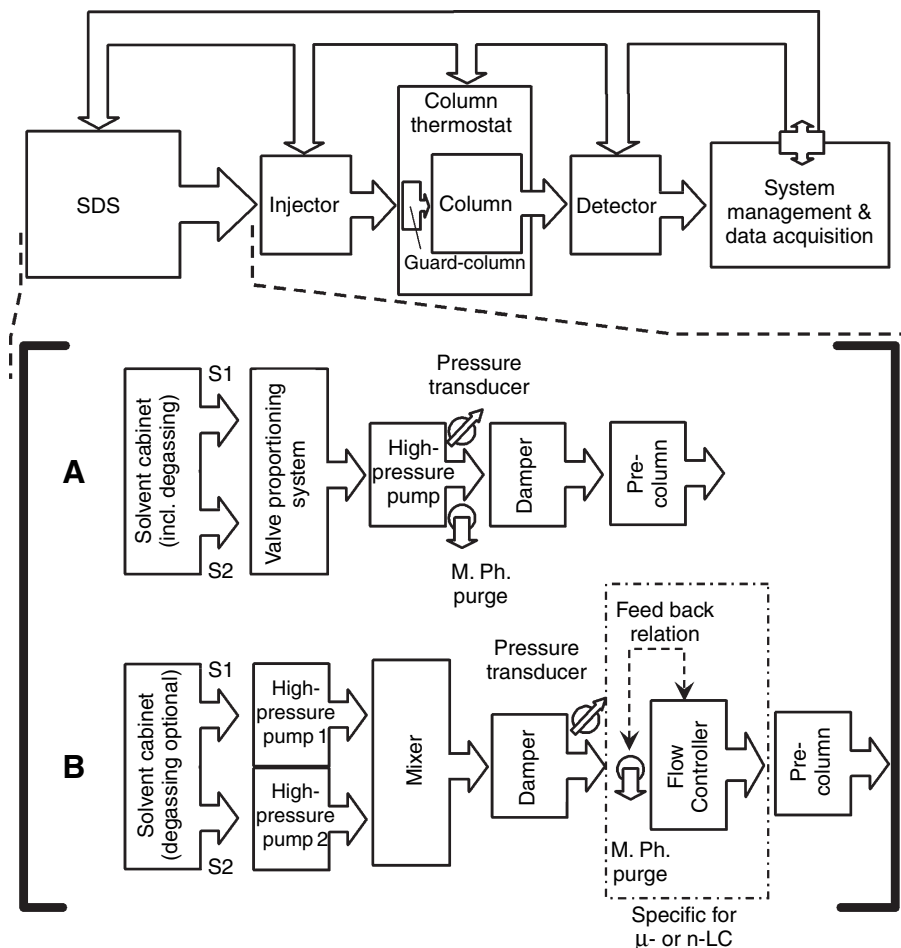 SDS
Injector
Column
thermostat
Column
Guard-column
Detector
System
management &
data acquisition
A
Solvent cabinet
(incl. degassing)
S1
S2
Valve proportioning
system
High-
pressure
pump
Pressure
transducer
M. Ph.
purge
Damper
Pre-
column
B
Solvent cabinet
(degassing optional)
S1
S2
High-
pressure
pump 1
High-
pressure
pump 2
Mixer
Damper
Pressure
transducer
Feed back
relation
M. Ph.
purge
Flow
Controller
Pre-
column
Specific for
μ- or n-LC